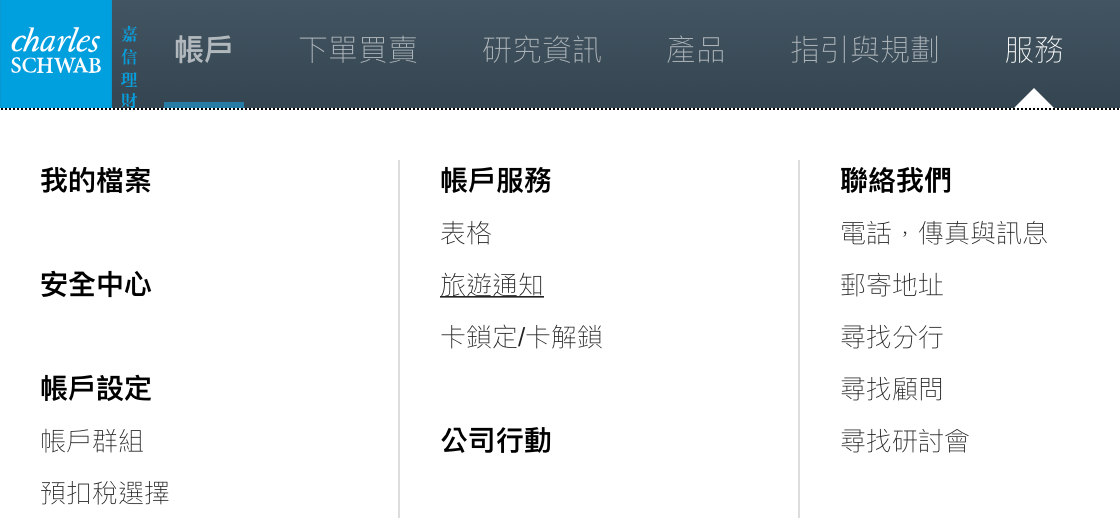 charles
SCHWAB
嘉信理財
帳戶 下單買賣 研究資訊 產品 指引與規劃 服務
我的檔案
安全中心
帳戶設定
帳戶群組
預扣稅選擇
帳戶服務
表格
旅遊通知
卡鎖定/卡解鎖
公司行動
聯絡我們
電話，傳真與訊息
郵寄地址
尋找分行
尋找顧問
尋找研討會